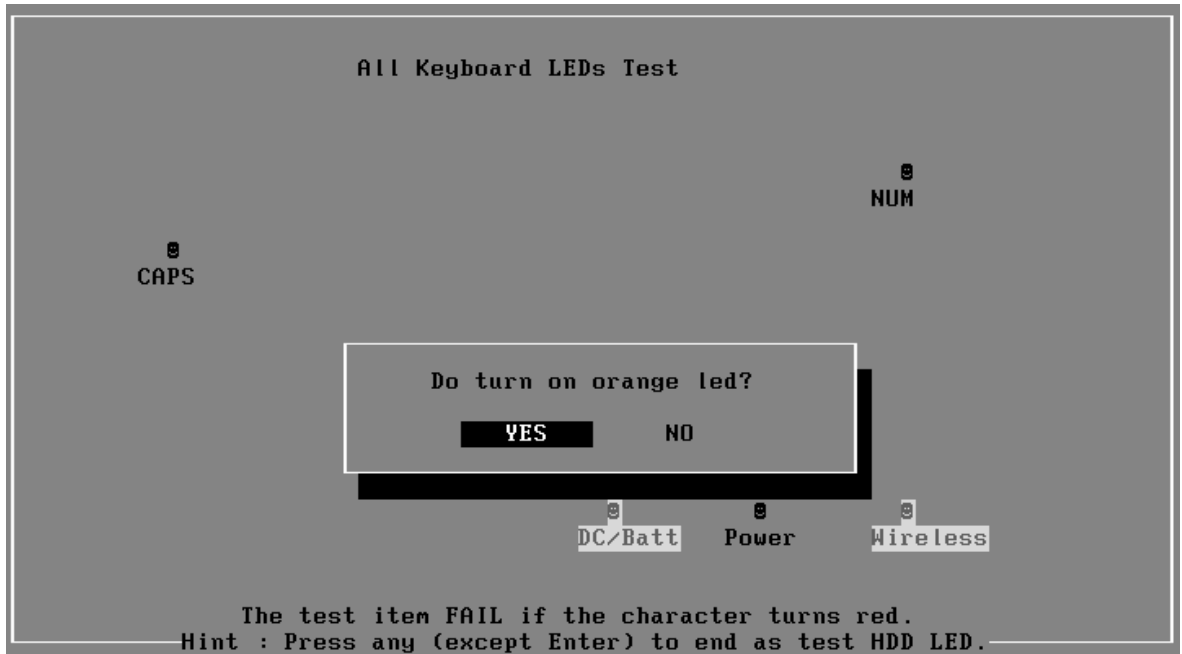 All Keyboard LEDs Test
NUM
CAPS
Do turn on orange led?
YES NO
DC/Batt Power Wireless
The test item FAIL if the character turns red.
Hint : Press any (except Enter) to end as test HDD LED.